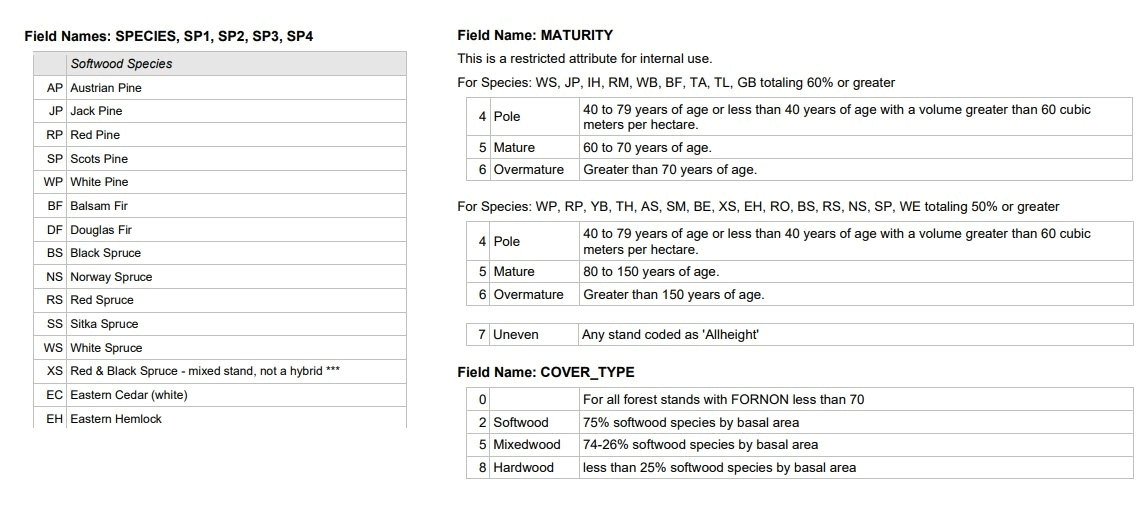 Field Names: SPECIES, SP1, SP2, SP3, SP4
Softwood Species
AP Austrian Pine
JP Jack Pine
RP Red Pine
SP Scots Pine
WP White Pine
BF Balsam Fir
DF Douglas Fir
BS Black Spruce
NS Norway Spruce
RS Red Spruce
SS Sitka Spruce
WS White Spruce
XS Red & Black Spruce - mixed stand, not a hybrid ***
EC Eastern Cedar (white)
EH Eastern Hemlock
Field Name: MATURITY
This is a restricted attribute for internal use.
For Species: WS, JP, IH, RM, WB, BF, TA, TL, GB totaling 60% or greater
4 Pole 40 to 79 years of age or less than 40 years of age with a volume greater than 60 cubic
meters per hectare.
5 Mature 60 to 70 years of age.
6 Overmature Greater than 70 years of age.
For Species: WP, RP, YB, TH, AS, SM, BE, XS, EH, RO, BS, RS, NS, SP, WE totaling 50% or greater
4 Pole 40 to 79 years of age or less than 40 years of age with a volume greater than 60 cubic
meters per hectare.
5 Mature 80 to 150 years of age.
6 Overmature Greater than 150 years of age.
7 Uneven Any stand coded as 'Allheight'
Field Name: COVER_TYPE
0 For all forest stands with FORNON less than 70
2 Softwood 75% softwood species by basal area
5 Mixedwood 74-26% softwood species by basal area
8 Hardwood less than 25% softwood species by basal area